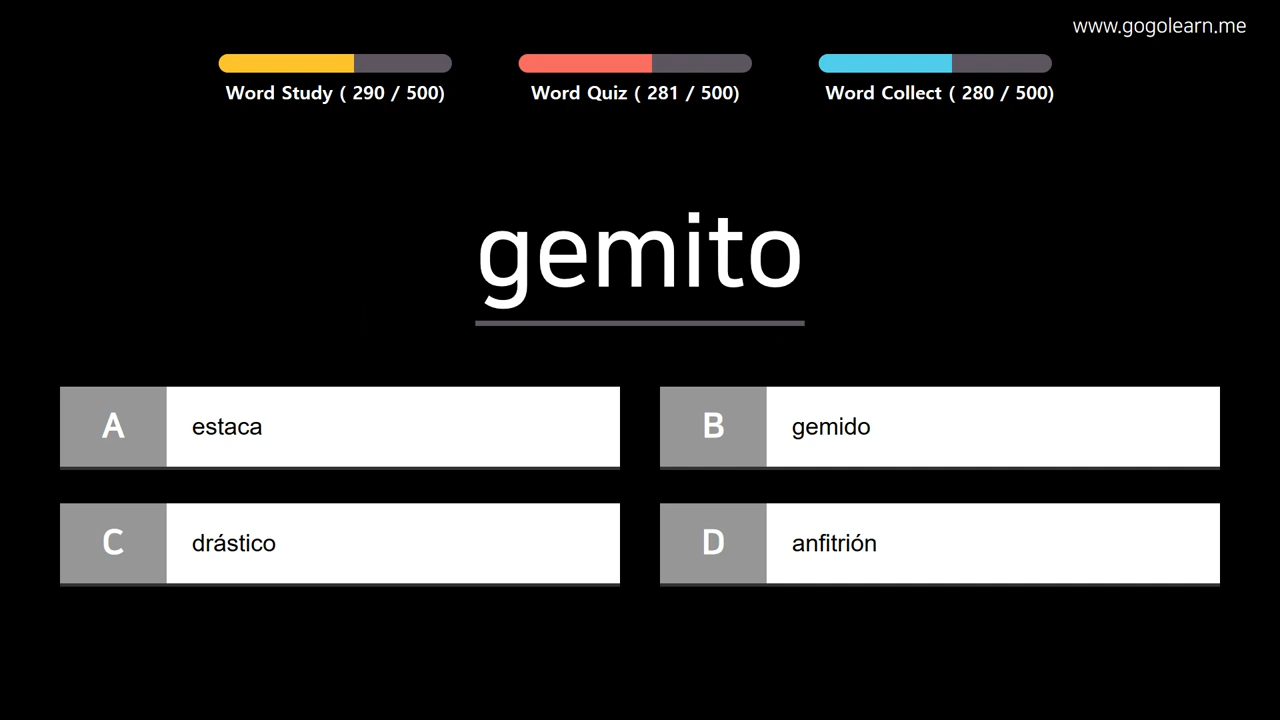 www.gogolearn.me
Word Study ( 290 / 500)
Word Quiz ( 281 / 500)
Word Collect ( 280 / 500)
gemito
A estaca
B gemido
C drástico
D anfitrión